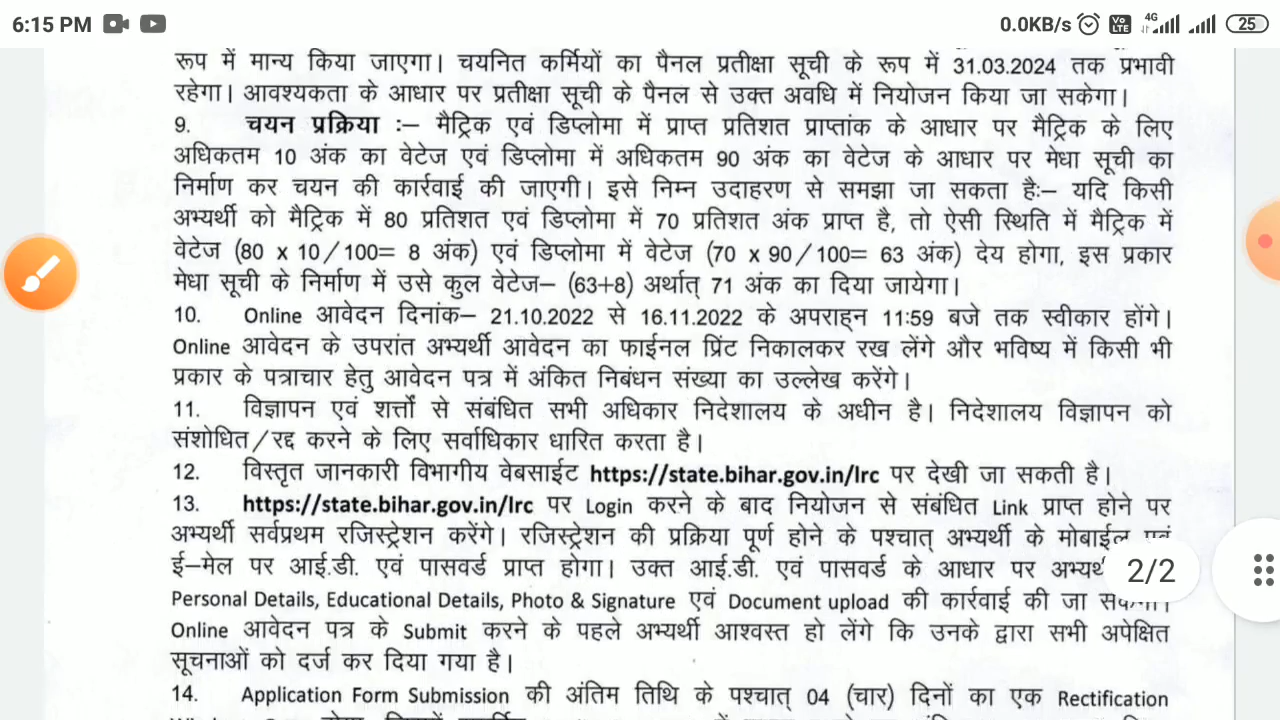 6:15 PM 0.0KB/s Vo LTE 4G 25
रूप में मान्य किया जाएगा। चयनित कर्मियों का पैनल प्रतीक्षा सूची के रूप में 31.03.2024 तक प्रभावी
रहेगा। आवश्यकता के आधार पर प्रतीक्षा सूची के पैनल से उक्त अवधि में नियोजन किया जा सकेगा।
9. चयन प्रक्रिया :– मैट्रिक एवं डिप्लोमा में प्राप्त प्रतिशत प्राप्तांक के आधार पर मैट्रिक के लिए
अधिकतम 10 अंक का वेटेज एवं डिप्लोमा में अधिकतम 90 अंक का वेटेज के आधार पर मेधा सूची का
निर्माण कर चयन की कार्रवाई की जाएगी। इसे निम्न उदाहरण से समझा जा सकता हैः– यदि किसी
अभ्यर्थी को मैट्रिक में 80 प्रतिशत एवं डिप्लोमा में 70 प्रतिशत अंक प्राप्त है, तो ऐसी स्थिति में मैट्रिक में
वेटेज (80 x 10/100= 8 अंक) एवं डिप्लोमा में वेटेज (70 x 90/100= 63 अंक) देय होगा, इस प्रकार
मेधा सूची के निर्माण में उसे कुल वेटेज– (63+8) अर्थात् 71 अंक का दिया जायेगा।
10. Online आवेदन दिनांक– 21.10.2022 से 16.11.2022 के अपराह्न 11:59 बजे तक स्वीकार होंगे।
Online आवेदन के उपरांत अभ्यर्थी आवेदन का फाईनल प्रिंट निकालकर रख लेंगे और भविष्य में किसी भी
प्रकार के पत्राचार हेतु आवेदन पत्र में अंकित निबंधन संख्या का उल्लेख करेंगे।
11. विज्ञापन एवं शर्त्तों से संबंधित सभी अधिकार निदेशालय के अधीन है। निदेशालय विज्ञापन को
संशोधित/रद्द करने के लिए सर्वाधिकार धारित करता है।
12. विस्तृत जानकारी विभागीय वेबसाईट https://state.bihar.gov.in/lrc पर देखी जा सकती है।
13. https://state.bihar.gov.in/lrc पर Login करने के बाद नियोजन से संबंधित Link प्राप्त होने पर
अभ्यर्थी सर्वप्रथम रजिस्ट्रेशन करेंगे। रजिस्ट्रेशन की प्रक्रिया पूर्ण होने के पश्चात् अभ्यर्थी के मोबाईल एवं
ई–मेल पर आई.डी. एवं पासवर्ड प्राप्त होगा। उक्त आई.डी. एवं पासवर्ड के आधार पर
2/2
Personal Details, Educational Details, Photo & Signature एवं Document upload की कार्रवाई की जा
Online आवेदन पत्र के Submit करने के पहले अभ्यर्थी आश्वस्त हो लेंगे कि उनके द्वारा सभी अपेक्षित
सूचनाओं को दर्ज कर दिया गया है।
14. Application Form Submission की अंतिम तिथि के पश्चात् 04 (चार) दिनों का एक Rectification